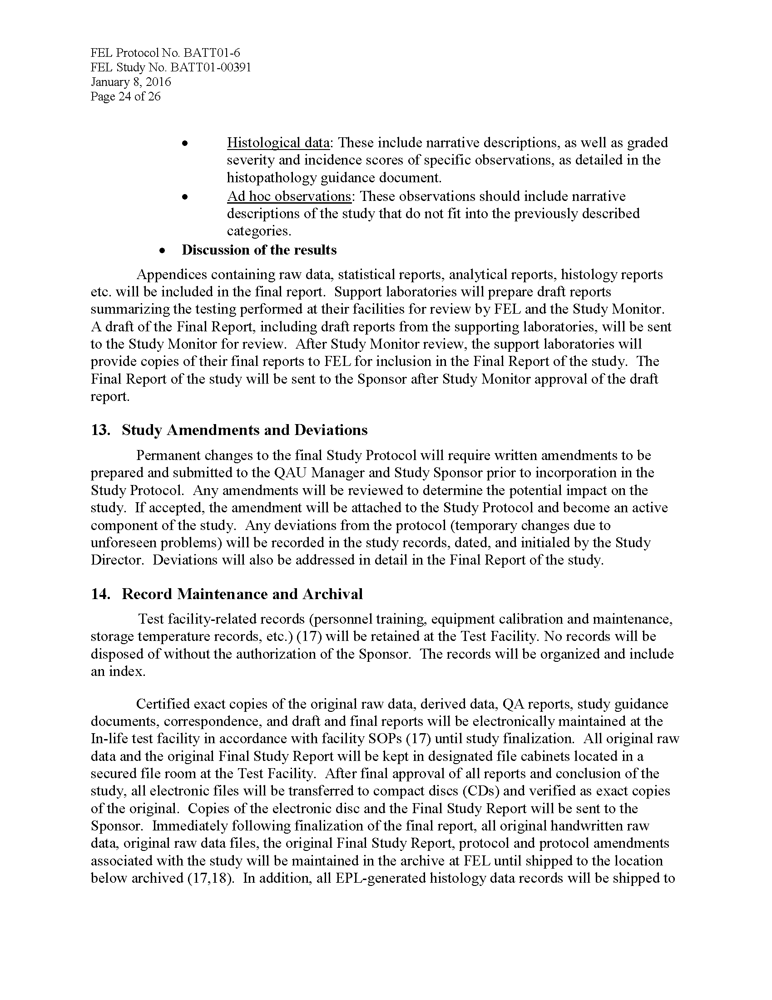 FEL Protocol No. BATT01-6
FEL Study No. BATT01-00391
January 8, 2016
Page 24 of 26
• Histological data: These include narrative descriptions, as well as graded
severity and incidence scores of specific observations, as detailed in the
histopathology guidance document.
• Ad hoc observations: These observations should include narrative
descriptions of the study that do not fit into the previously described
categories.
• Discussion of the results
Appendices containing raw data, statistical reports, analytical reports, histology reports
etc. will be included in the final report. Support laboratories will prepare draft reports
summarizing the testing performed at their facilities for review by FEL and the Study Monitor.
A draft of the Final Report, including draft reports from the supporting laboratories, will be sent
to the Study Monitor for review. After Study Monitor review, the support laboratories will
provide copies of their final reports to FEL for inclusion in the Final Report of the study. The
Final Report of the study will be sent to the Sponsor after Study Monitor approval of the draft
report.
13. Study Amendments and Deviations
Permanent changes to the final Study Protocol will require written amendments to be
prepared and submitted to the QAU Manager and Study Sponsor prior to incorporation in the
Study Protocol. Any amendments will be reviewed to determine the potential impact on the
study. If accepted, the amendment will be attached to the Study Protocol and become an active
component of the study. Any deviations from the protocol (temporary changes due to
unforeseen problems) will be recorded in the study records, dated, and initialed by the Study
Director. Deviations will also be addressed in detail in the Final Report of the study.
14. Record Maintenance and Archival
Test facility-related records (personnel training, equipment calibration and maintenance,
storage temperature records, etc.) (17) will be retained at the Test Facility. No records will be
disposed of without the authorization of the Sponsor. The records will be organized and include
an index.
Certified exact copies of the original raw data, derived data, QA reports, study guidance
documents, correspondence, and draft and final reports will be electronically maintained at the
In-life test facility in accordance with facility SOPs (17) until study finalization. All original raw
data and the original Final Study Report will be kept in designated file cabinets located in a
secured file room at the Test Facility. After final approval of all reports and conclusion of the
study, all electronic files will be transferred to compact discs (CDs) and verified as exact copies
of the original. Copies of the electronic disc and the Final Study Report will be sent to the
Sponsor. Immediately following finalization of the final report, all original handwritten raw
data, original raw data files, the original Final Study Report, protocol and protocol amendments
associated with the study will be maintained in the archive at FEL until shipped to the location
below archived (17,18). In addition, all EPL-generated histology data records will be shipped to